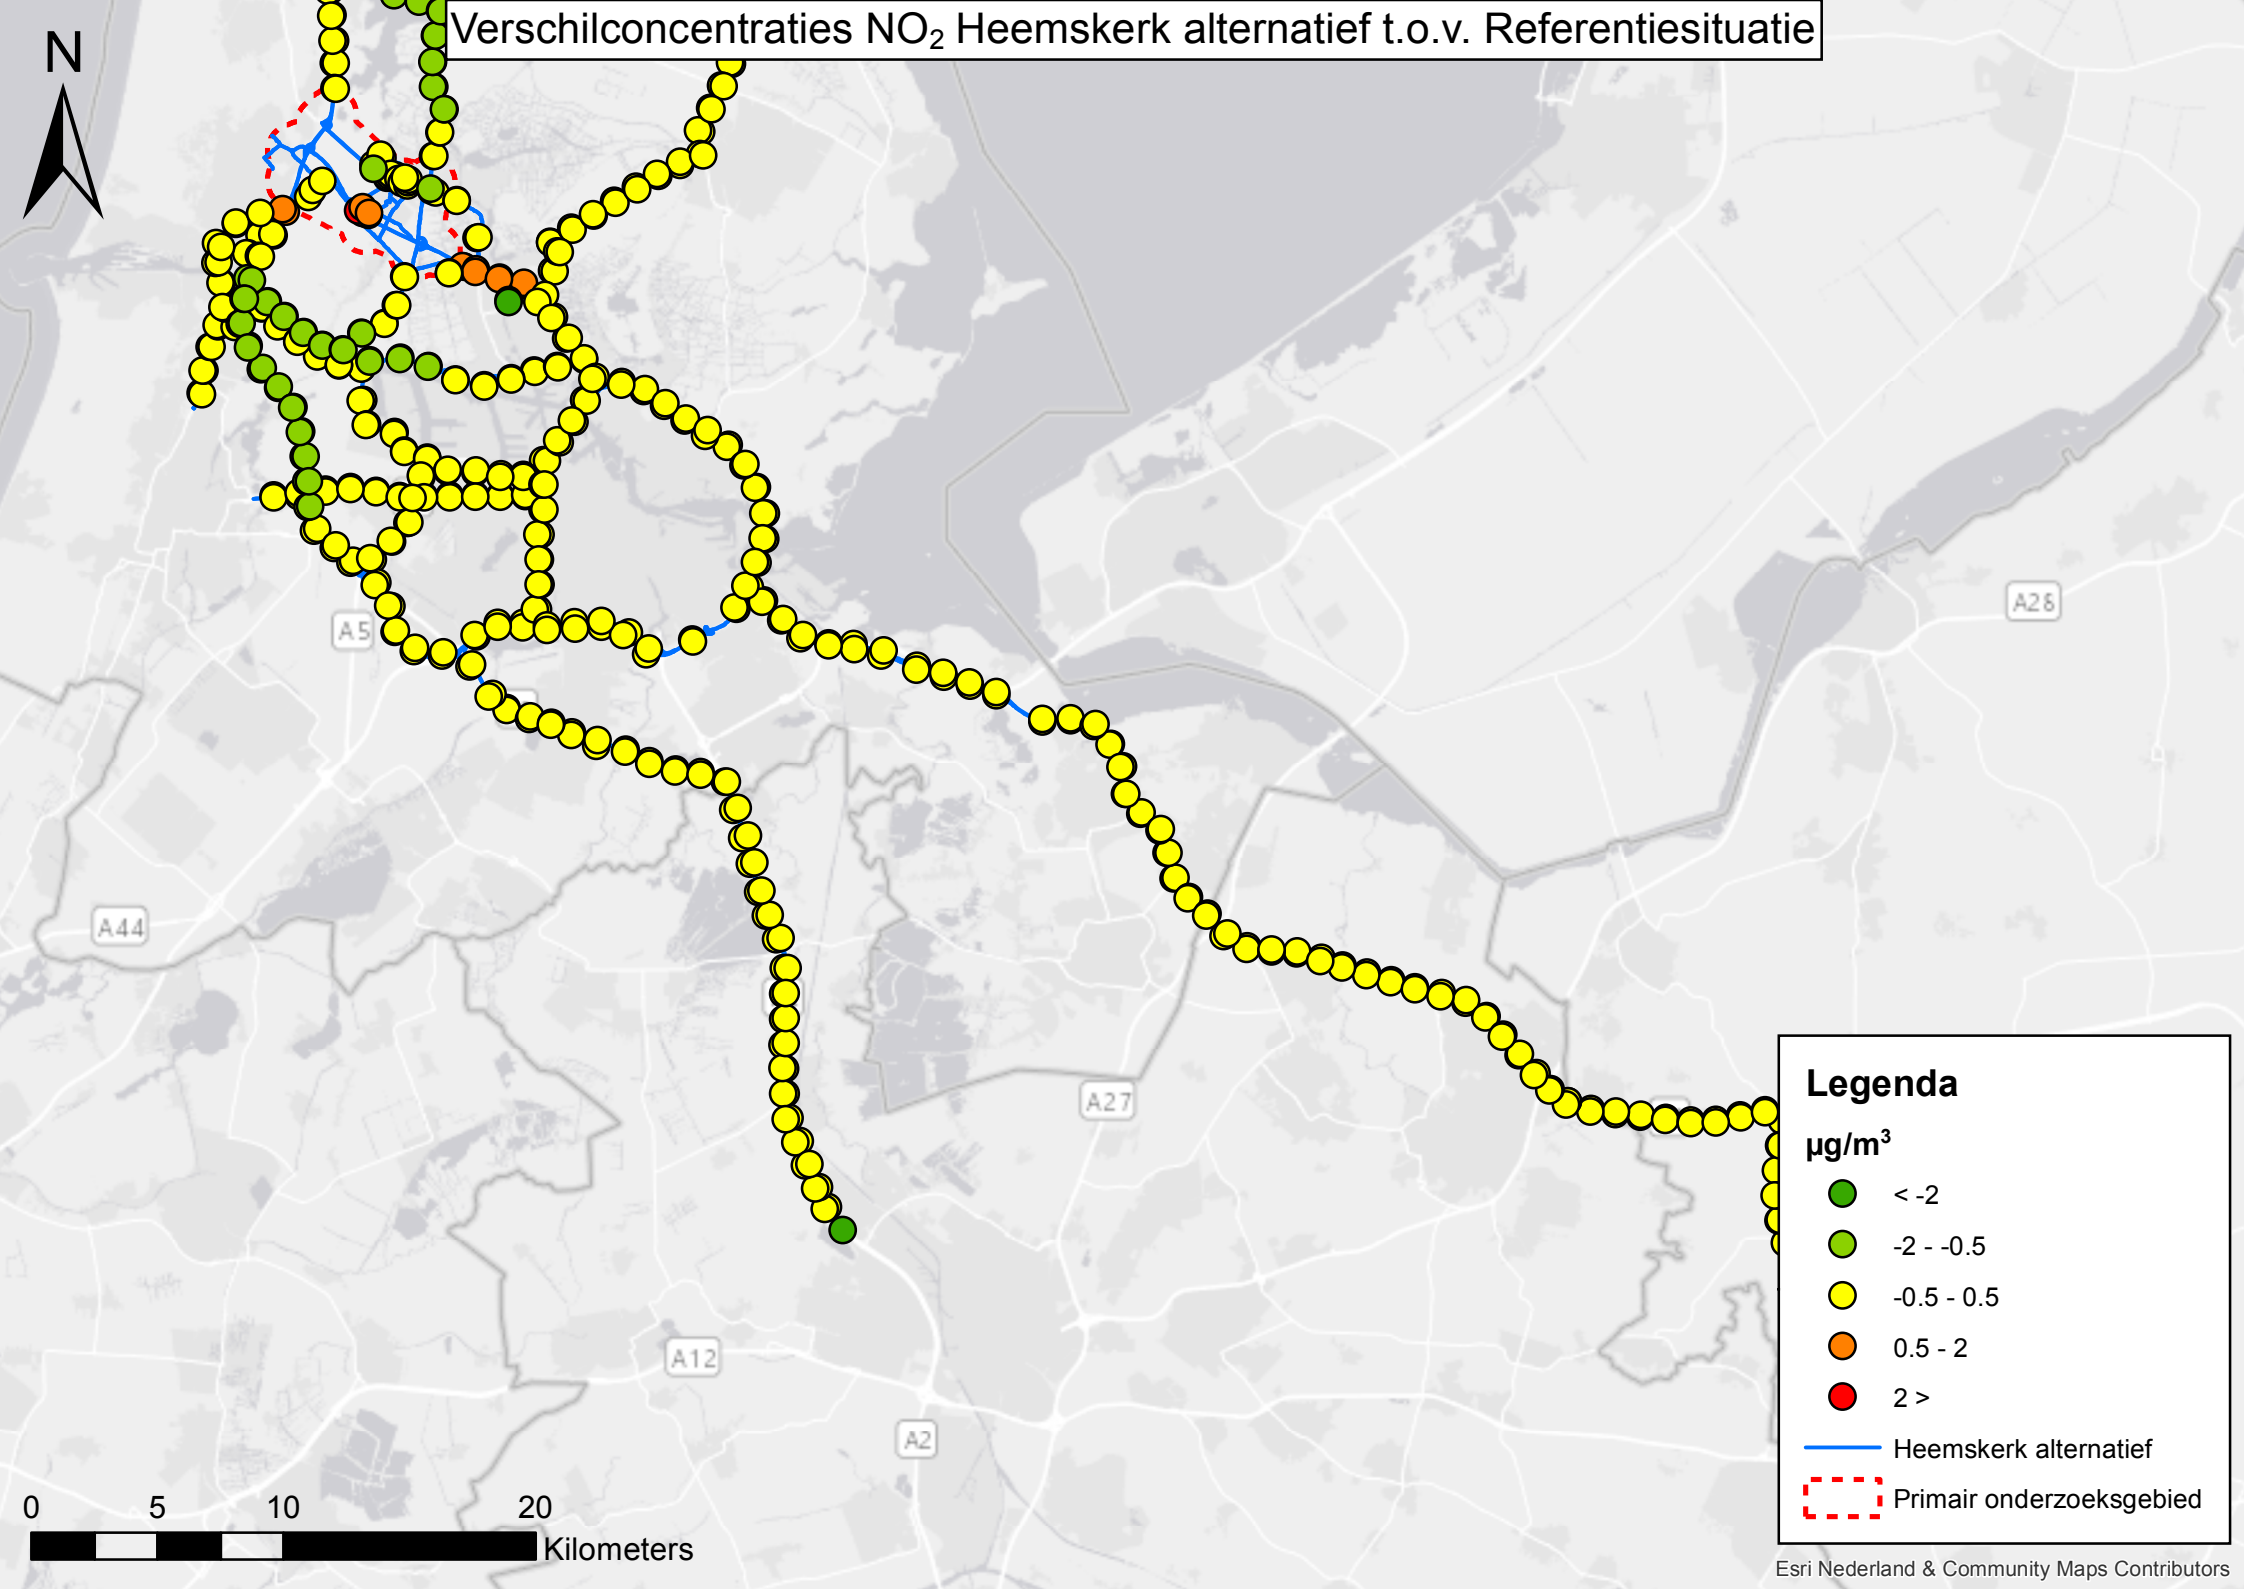 Verschilconcentraties NO₂ Heemskerk alternatief t.o.v. Referentiesituatie
N
A5
A28
A44
A27
A12
A2
Legenda
µg/m³
< -2
-2 - -0.5
-0.5 - 0.5
0.5 - 2
2 >
Heemskerk alternatief
Primair onderzoeksgebied
0 5 10 20
Kilometers
Esri Nederland & Community Maps Contributors